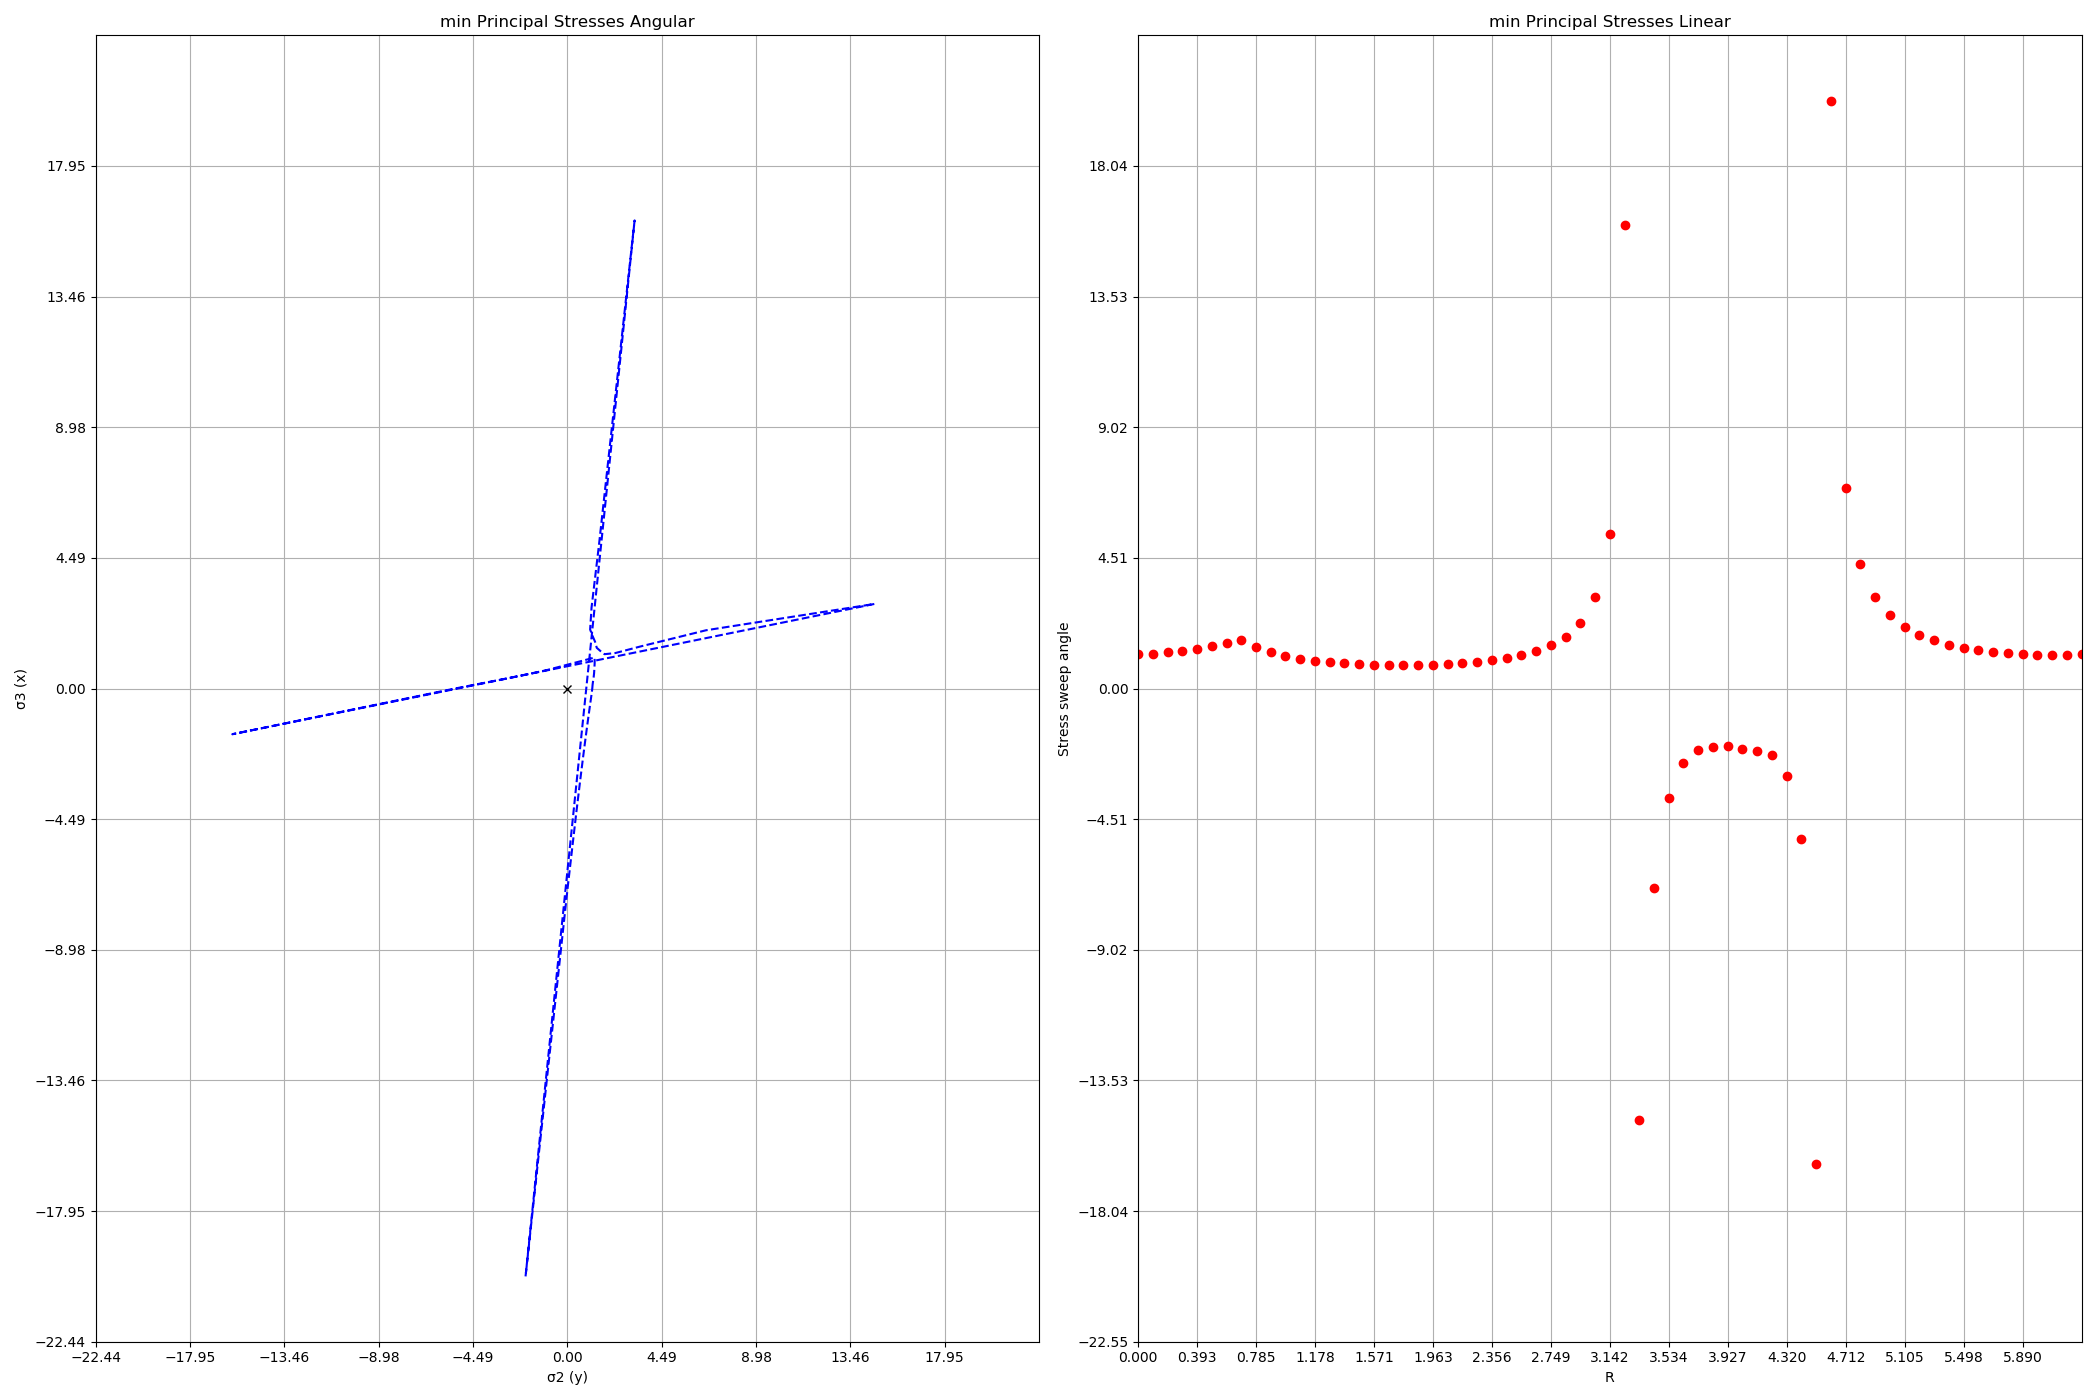 min Principal Stresses Angular
17.95
13.46
8.98
4.49
0.00
−4.49
−8.98
−13.46
−17.95
−22.44
σ3 (x)
−22.44 −17.95 −13.46 −8.98 −4.49 0.00 4.49 8.98 13.46 17.95
σ2 (y)
min Principal Stresses Linear
18.04
13.53
9.02
4.51
0.00
−4.51
−9.02
−13.53
−18.04
−22.55
Stress sweep angle
0.000 0.393 0.785 1.178 1.571 1.963 2.356 2.749 3.142 3.534 3.927 4.320 4.712 5.105 5.498 5.890
R